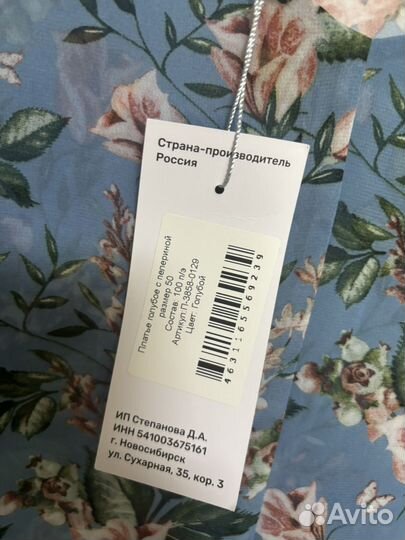 Страна-производитель
Россия
Платье голубое с пепериной
размер 50
Состав: 100 п/э
Артикул:П-3858-0129
Цвет: Голубой
4631165569239
ИП Степанова Д.А.
ИНН 541003675161
г. Новосибирск
ул. Сухарная, 35, кор. 3
Avito